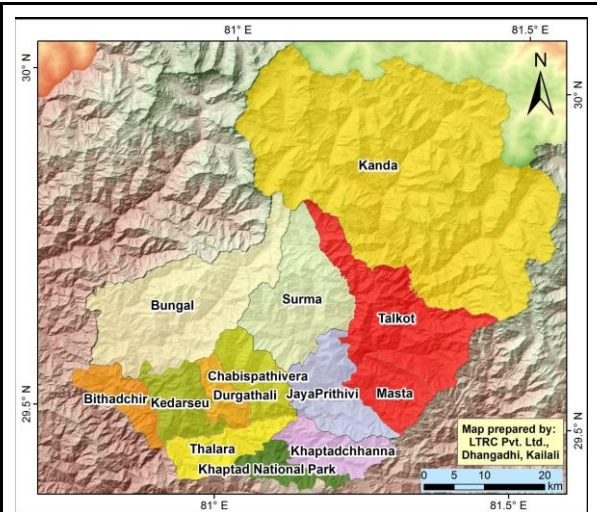 81° E
81.5° E
30° N
30° N
N
Kanda
Bungal
Surma
Talkot
Chabispathivera
Bithadchir
Kedarseu
Durgathali
JayaPrithivi
Masta
29.5° N
29.5° N
Thalara
Khaptadchhanna
Khaptad National Park
Map prepared by:
LTRC Pvt. Ltd.,
Dhangadhi, Kailali
0 5 10 20
km
81° E
81.5° E